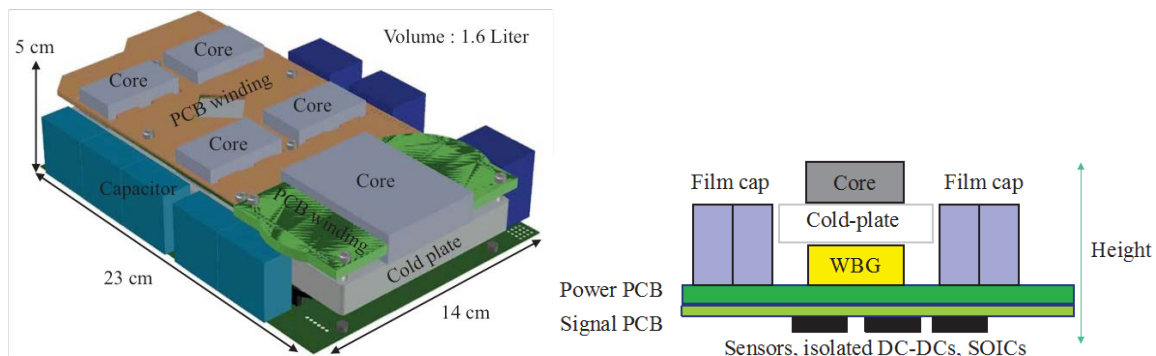 5 cm
Volume : 1.6 Liter
Core
Core
PCB winding
Core
Core
Core
Capacitor
PCB winding
Cold plate
23 cm
14 cm
Film cap
Core
Film cap
Cold-plate
WBG
Height
Power PCB
Signal PCB
Sensors, isolated DC-DCs, SOICs